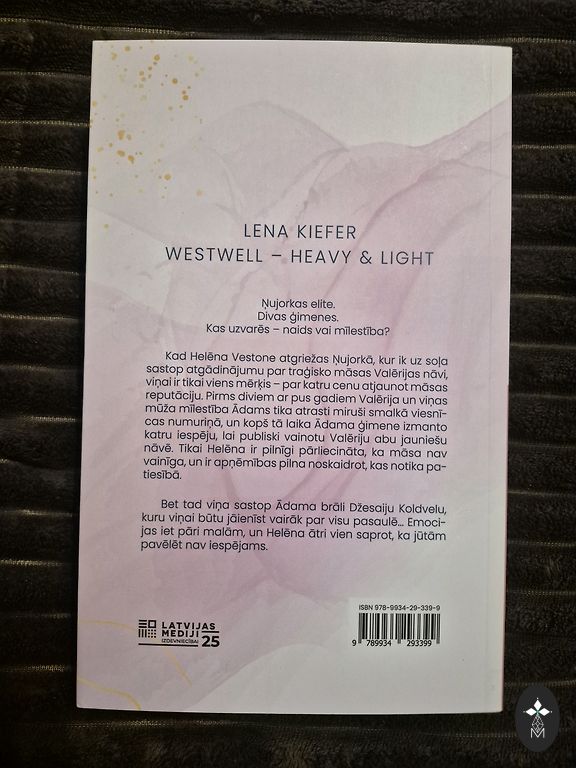 LENA KIEFER
WESTWELL – HEAVY & LIGHT
Ņujorkas elite.
Divas ģimenes.
Kas uzvarēs – naids vai mīlestība?
Kad Helēna Vestone atgriežas Ņujorkā, kur ik uz soļa
sastop atgādinājumu par traģisko māsas Valērijas nāvi,
viņai ir tikai viens mērķis – par katru cenu atjaunot māsas
reputāciju. Pirms diviem ar pus gadiem Valērija un viņas
mūža mīlestība Ādams tika atrasti miruši smalkā viesnī-
cas numuriņā, un kopš tā laika Ādama ģimene izmanto
katru iespēju, lai publiski vainotu Valēriju abu jauniešu
nāvē. Tikai Helēna ir pilnīgi pārliecināta, ka māsa nav
vainīga, un ir apņēmības pilna noskaidrot, kas notika pa-
tiesībā.
Bet tad viņa sastop Ādama brāli Džesaiju Koldvelu,
kuru viņai būtu jāienīst vairāk par visu pasaulē... Emoci-
jas iet pāri malām, un Helēna ātri vien saprot, ka jūtām
pavēlēt nav iespējams.
LATVIJAS
MEDIJI
IZDEVNIECĪBAI 25
ISBN 978-9934-29-339-9
9 789934 293399
M